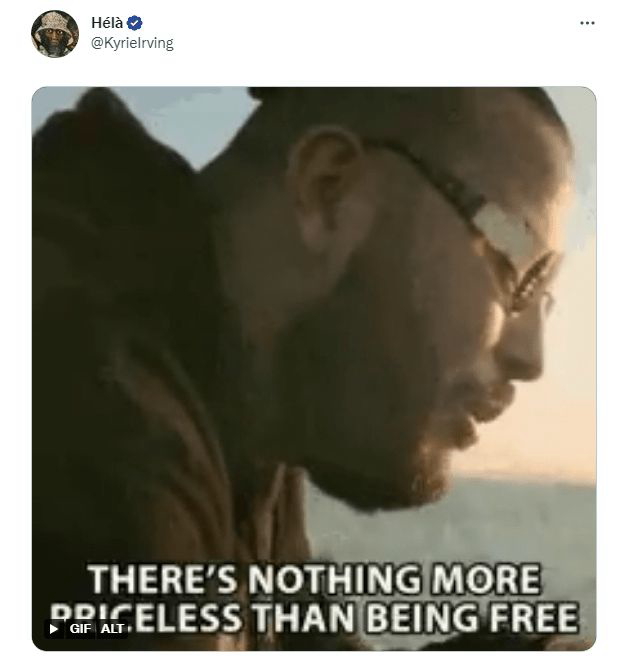 Hélà
@KyrieIrving
THERE'S NOTHING MORE
PRICELESS THAN BEING FREE
GIF ALT